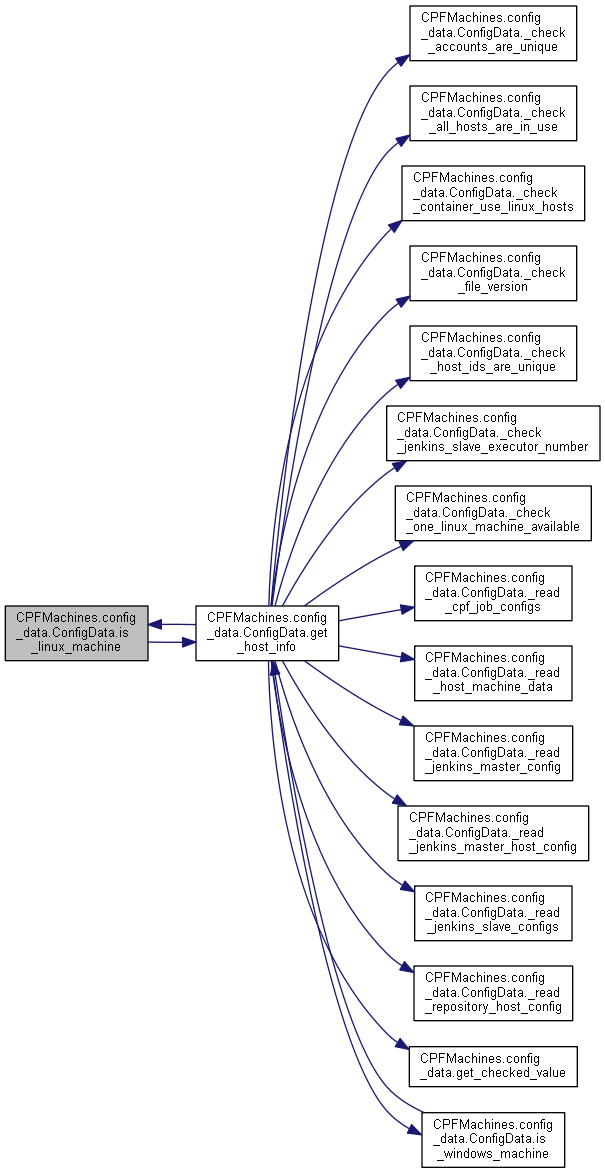 CPFMachines.config
_data.ConfigData._check
_accounts_are_unique
CPFMachines.config
_data.ConfigData._check
_all_hosts_are_in_use
CPFMachines.config
_data.ConfigData._check
_container_use_linux_hosts
CPFMachines.config
_data.ConfigData._check
_file_version
CPFMachines.config
_data.ConfigData._check
_host_ids_are_unique
CPFMachines.config
_data.ConfigData._check
_jenkins_slave_executor_number
CPFMachines.config
_data.ConfigData._check
_one_linux_machine_available
CPFMachines.config
_data.ConfigData._read
_cpf_job_configs
CPFMachines.config
_data.ConfigData.is
_linux_machine
CPFMachines.config
_data.ConfigData.get
_host_info
CPFMachines.config
_data.ConfigData._read
_host_machine_data
CPFMachines.config
_data.ConfigData._read
_jenkins_master_config
CPFMachines.config
_data.ConfigData._read
_jenkins_master_host_config
CPFMachines.config
_data.ConfigData._read
_jenkins_slave_configs
CPFMachines.config
_data.ConfigData._read
_repository_host_config
CPFMachines.config
_data.get_checked_value
CPFMachines.config
_data.ConfigData.is
_windows_machine